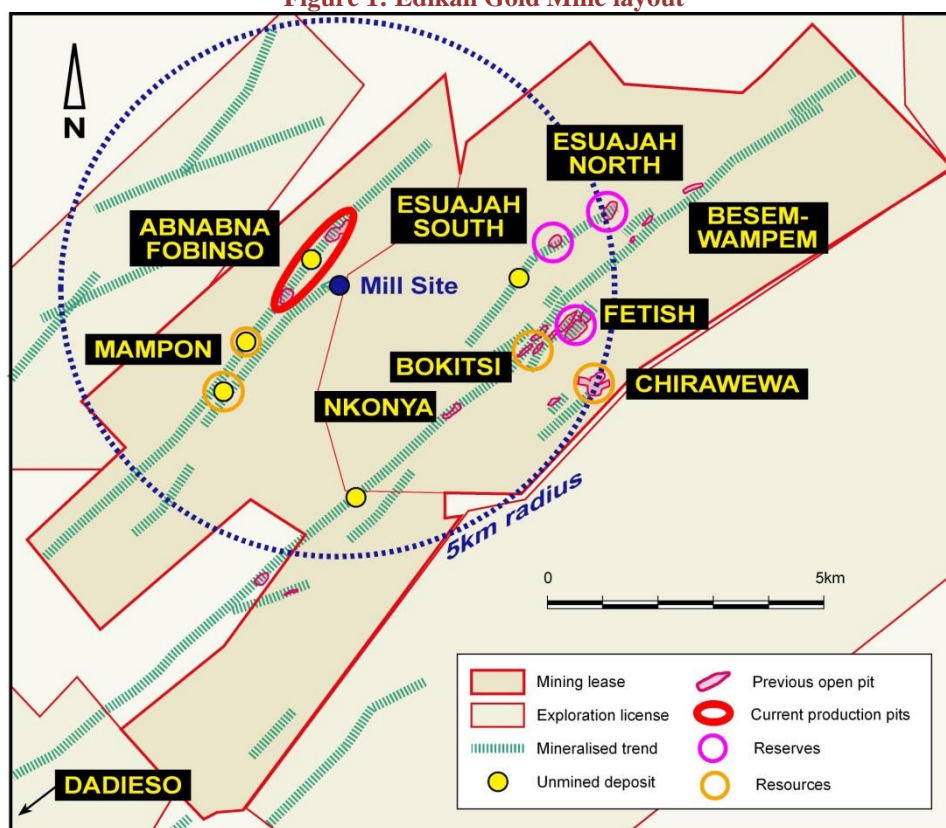 Figure 1: Edikan Gold Mine layout
N
ESUAJAH
NORTH
ESUAJAH
SOUTH
ABNABNA
FOBINSO
BESEM-
WAMPEM
Mill Site
FETISH
MAMPON
BOKITSI
CHIRAWEWA
NKONYA
5km radius
0 5km
Mining lease
Exploration license
Mineralised trend
Unmined deposit
Previous open pit
Current production pits
Reserves
Resources
DADIESO